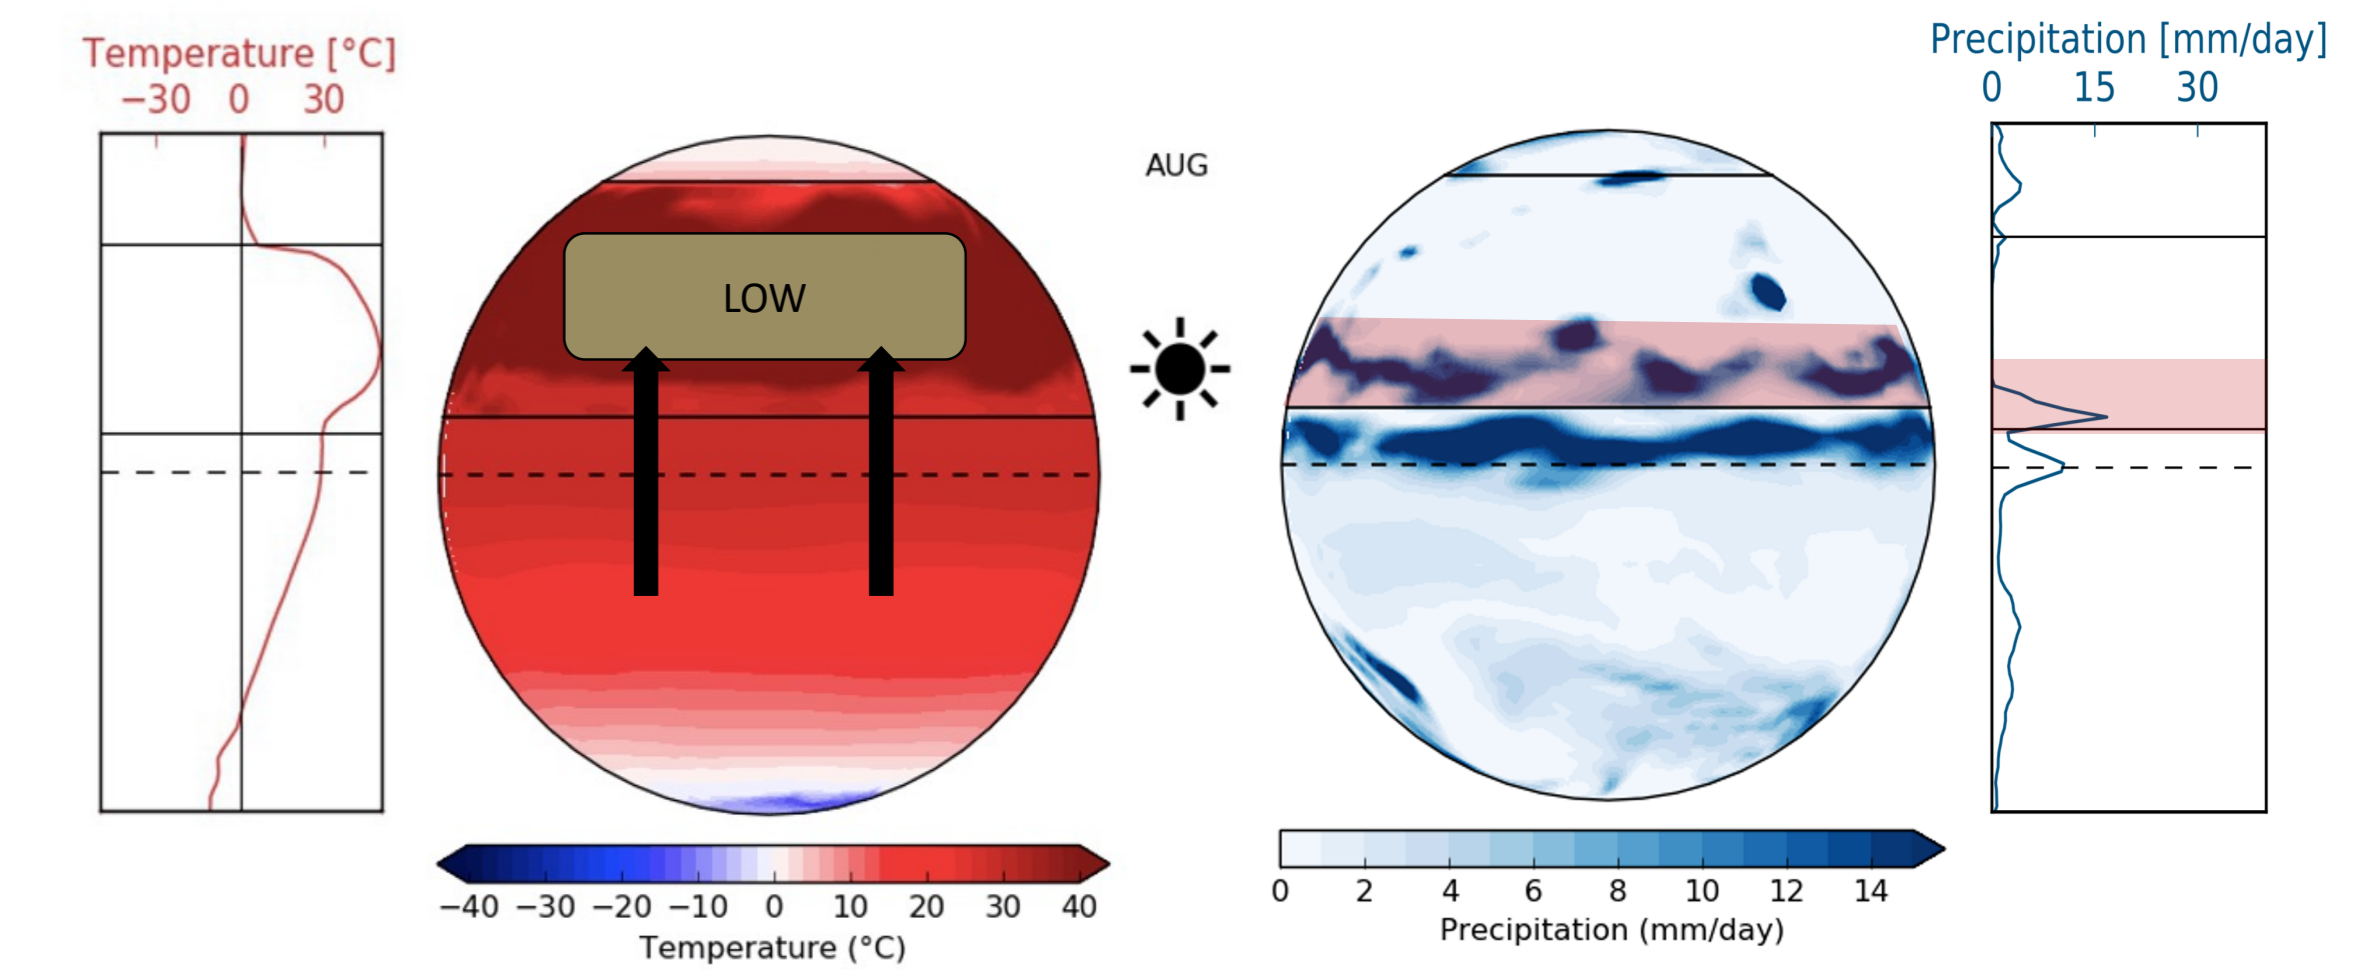 Temperature [°C]
−30 0 30
LOW
−40 −30 −20 −10 0 10 20 30 40
Temperature (°C)
AUG
0 2 4 6 8 10 12 14
Precipitation (mm/day)
Precipitation [mm/day]
0 15 30